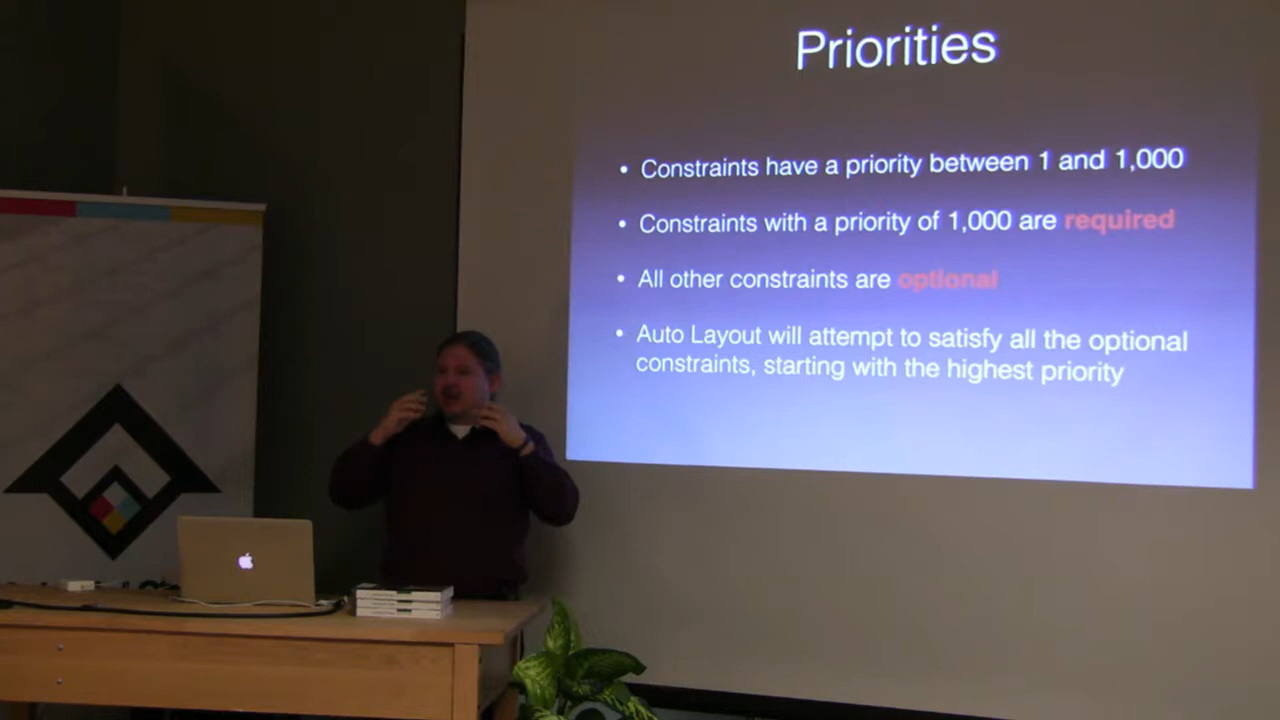 Priorities
• Constraints have a priority between 1 and 1,000
• Constraints with a priority of 1,000 are required
• All other constraints are optional
• Auto Layout will attempt to satisfy all the optional
constraints, starting with the highest priority